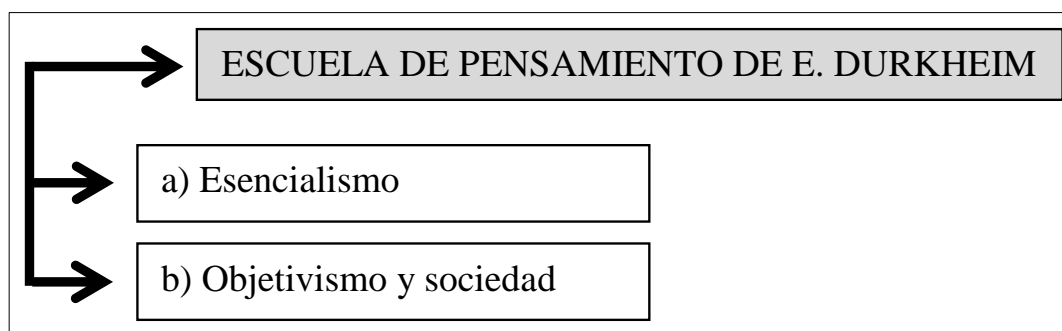 ESCUELA DE PENSAMIENTO DE E. DURKHEIM
a) Esencialismo
b) Objetivismo y sociedad